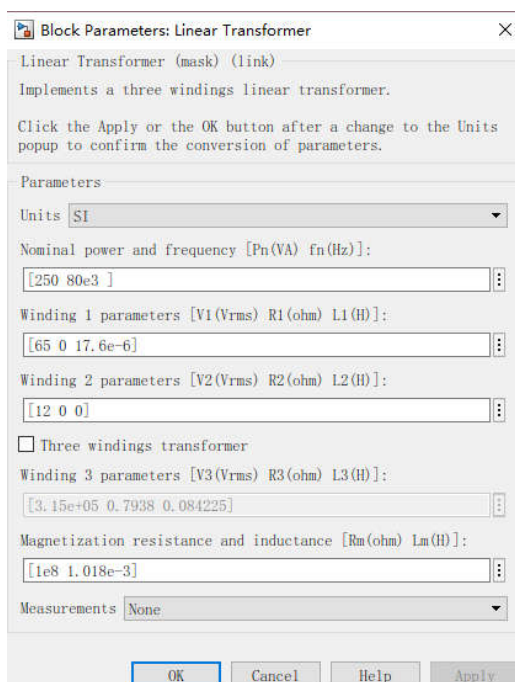 Block Parameters: Linear Transformer
Linear Transformer (mask) (link)
Implements a three windings linear transformer.
Click the Apply or the OK button after a change to the Units
popup to confirm the conversion of parameters.
Parameters
Units SI
Nominal power and frequency [Pn(VA) fn(Hz)]:
[250 80e3 ]
Winding 1 parameters [V1(Vrms) R1(ohm) L1(H)]:
[65 0 17.6e-6]
Winding 2 parameters [V2(Vrms) R2(ohm) L2(H)]:
[12 0 0]
Three windings transformer
Winding 3 parameters [V3(Vrms) R3(ohm) L3(H)]:
[3.15e+05 0.7938 0.084225]
Magnetization resistance and inductance [Rm(ohm) Lm(H)]:
[1e8 1.018e-3]
Measurements None
OK Cancel Help Apply